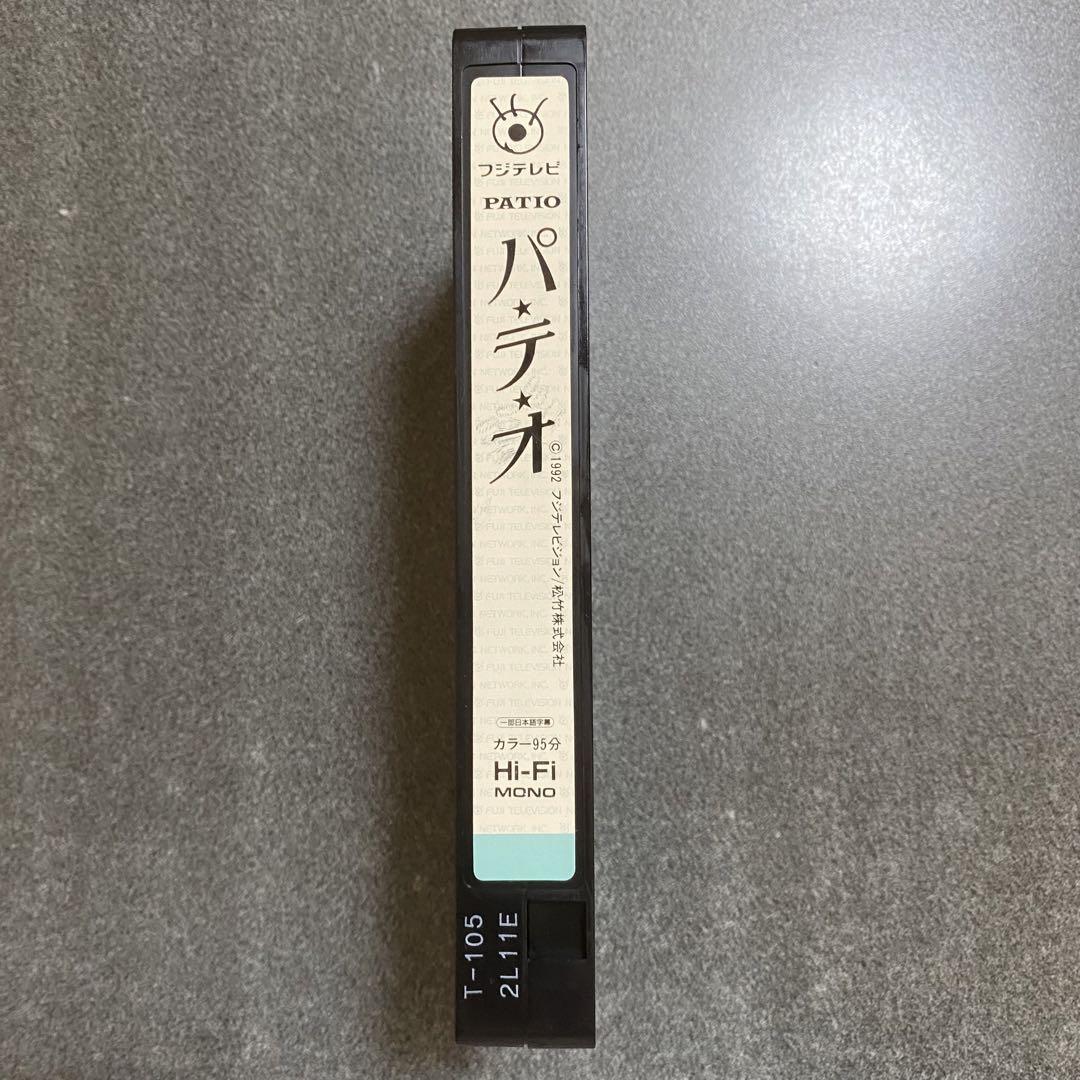 フジテレビ
PATIO
パ★テ★オ
©1992 フジテレビジョン/松竹株式会社
一部日本語字幕
カラー95分
Hi-Fi
MONO
T-105
2L11E